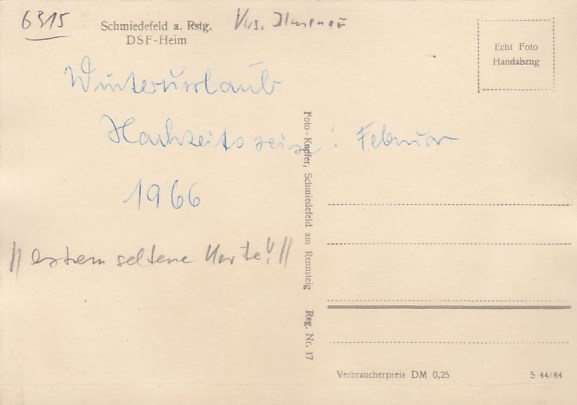 6315
Schmiedefeld a. Rstg.
DSF-Heim
Krs. Ilmenau
Echt Foto
Handabzug
Winterurlaub
Hochzeitsreise! Februar
1966
|| extrem seltene Karte!! ||
Foto-Kupfer, Schmiedefeld am Rennsteig Reg. Nr. 17
Verbraucherpreis DM 0,25
S 44/64